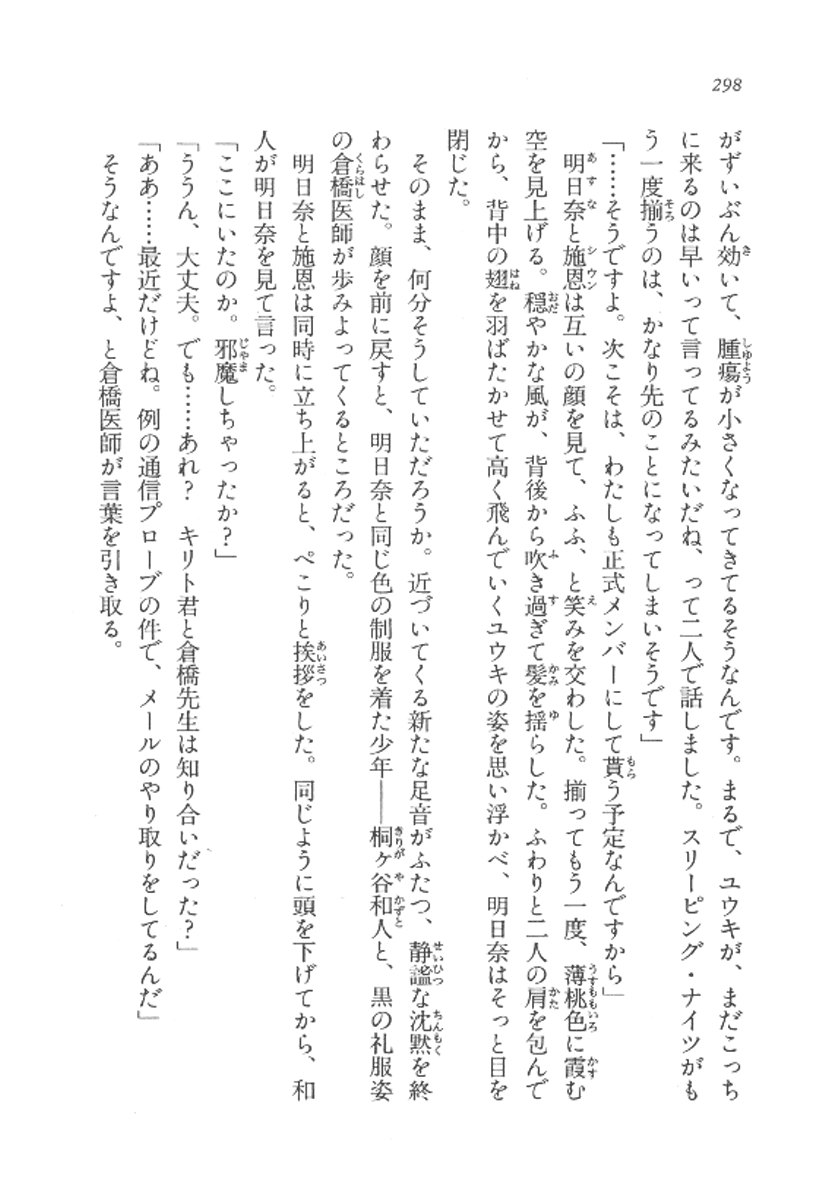 298
がずいぶん効いて、腫瘍が小さくなってきてるそうなんです。まるで、ユウキが、まだこっち
に来るのは早いって言ってるみたいだね、って二人で話しました。スリーピング・ナイツがも
う一度揃うのは、かなり先のことになってしまいそうです」
「……そうですよ。次こそは、わたしも正式メンバーにして貰う予定なんですから」
明日奈と施恩は互いの顔を見て、ふふ、と笑みを交わした。揃ってもう一度、薄桃色に霞む
空を見上げる。穏やかな風が、背後から吹き過ぎて髪を揺らした。ふわりと二人の肩を包んで
から、背中の翅を羽ばたかせて高く飛んでいくユウキの姿を思い浮かべ、明日奈はそっと目を
閉じた。
そのまま、何分そうしていただろうか。近づいてくる新たな足音がふたつ、静謐な沈黙を終
わらせた。顔を前に戻すと、明日奈と同じ色の制服を着た少年――桐ヶ谷和人と、黒の礼服姿
の倉橋医師が歩みよってくるところだった。
明日奈と施恩は同時に立ち上がると、ぺこりと挨拶をした。同じように頭を下げてから、和
人が明日奈を見て言った。
「ここにいたのか。邪魔しちゃったか？」
「ううん、大丈夫。でも……あれ？　キリト君と倉橋先生は知り合いだった？」
「ああ……最近だけどね。例の通信プローブの件で、メールのやり取りをしてるんだ」
そうなんですよ、と倉橋医師が言葉を引き取る。